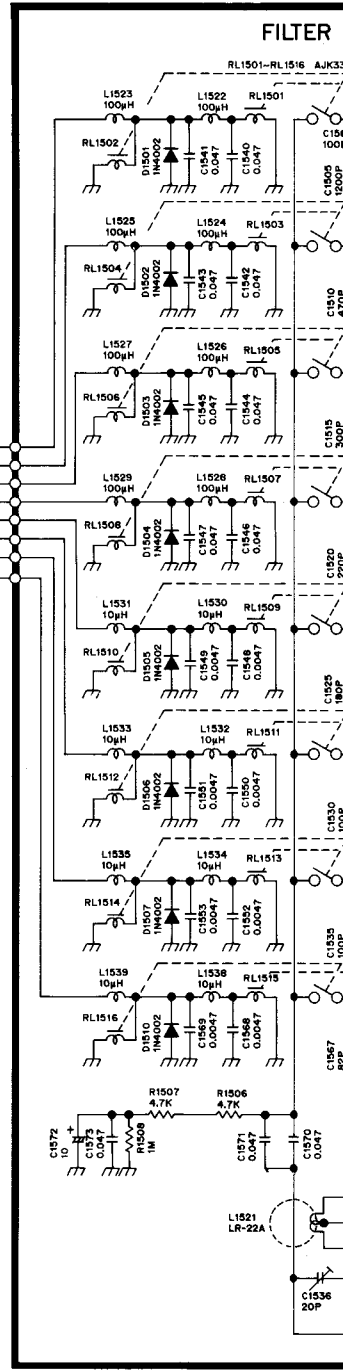 FILTER
RL1501~RL1516 AJK33
L1523
100µH
L1522
100µH
RL1501
RL1502
D1501
1N4002
C1541
0.047
C1540
0.047
C1505
1200P
L1525
100µH
L1524
100µH
RL1503
RL1504
D1502
1N4002
C1543
0.047
C1542
0.047
C1510
470P
L1527
100µH
L1526
100µH
RL1505
RL1506
D1503
1N4002
C1545
0.047
C1544
0.047
C1515
300P
L1529
100µH
L1528
100µH
RL1507
RL1508
D1504
1N4002
C1547
0.047
C1546
0.047
C1520
220P
L1531
10µH
L1530
10µH
RL1509
RL1510
D1505
1N4002
C1549
0.0047
C1548
0.0047
C1525
180P
L1533
10µH
L1532
10µH
RL1511
RL1512
D1506
1N4002
C1551
0.0047
C1550
0.0047
C1530
100P
L1535
10µH
L1534
10µH
RL1513
RL1514
D1507
1N4002
C1553
0.0047
C1552
0.0047
C1535
100P
L1539
10µH
L1538
10µH
RL1515
RL1516
D1510
1N4002
C1569
0.0047
C1568
0.0047
C1567
82P
R1507
4.7K
R1506
4.7K
C1572
10
+
C1573
0.047
R1508
1M
C1571
0.047
C1570
0.047
L1521
LR-22A
C1536
20P